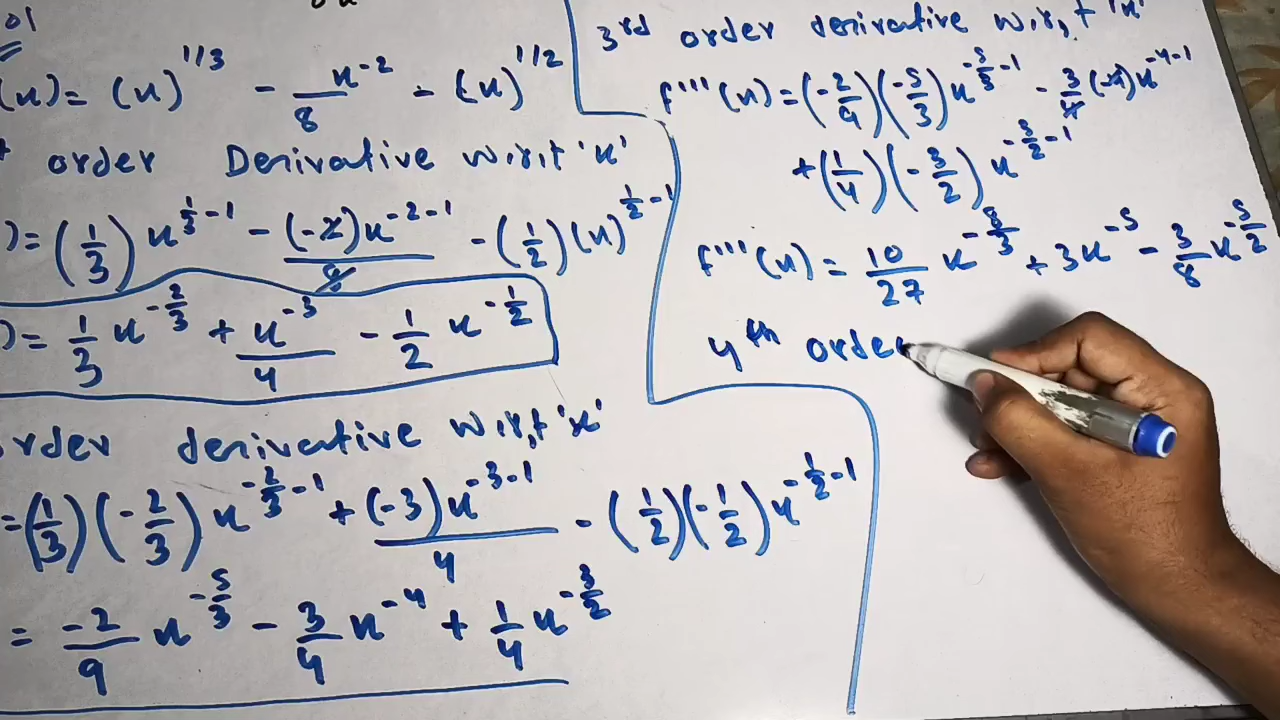 01
(x) = (x)^{1/3} - x^{-2}/8 - (x)^{1/2}
order Derivative w.r.t 'x'
) = (1/3) x^{1/3-1} - (-2)x^{-2-1}/8 - (1/2)(x)^{1/2-1}
) = 1/3 x^{-2/3} + x^{-3}/4 - 1/2 x^{-1/2}
order derivative w.r.t 'x'
= (1/3)(-2/3) x^{-2/3-1} + (-3)x^{-3-1}/4 - (1/2)(-1/2) x^{-1/2-1}
= -2/9 x^{-5/3} - 3/4 x^{-4} + 1/4 x^{-3/2}
3rd order derivative w.r.t 'x'
f'''(x) = (-2/9)(-5/3) x^{-5/3-1} - 3/4 (-4) x^{-4-1}
+ (1/4)(-3/2) x^{-3/2-1}
f'''(x) = 10/27 x^{-8/3} + 3x^{-5} - 3/8 x^{-5/2}
4th order